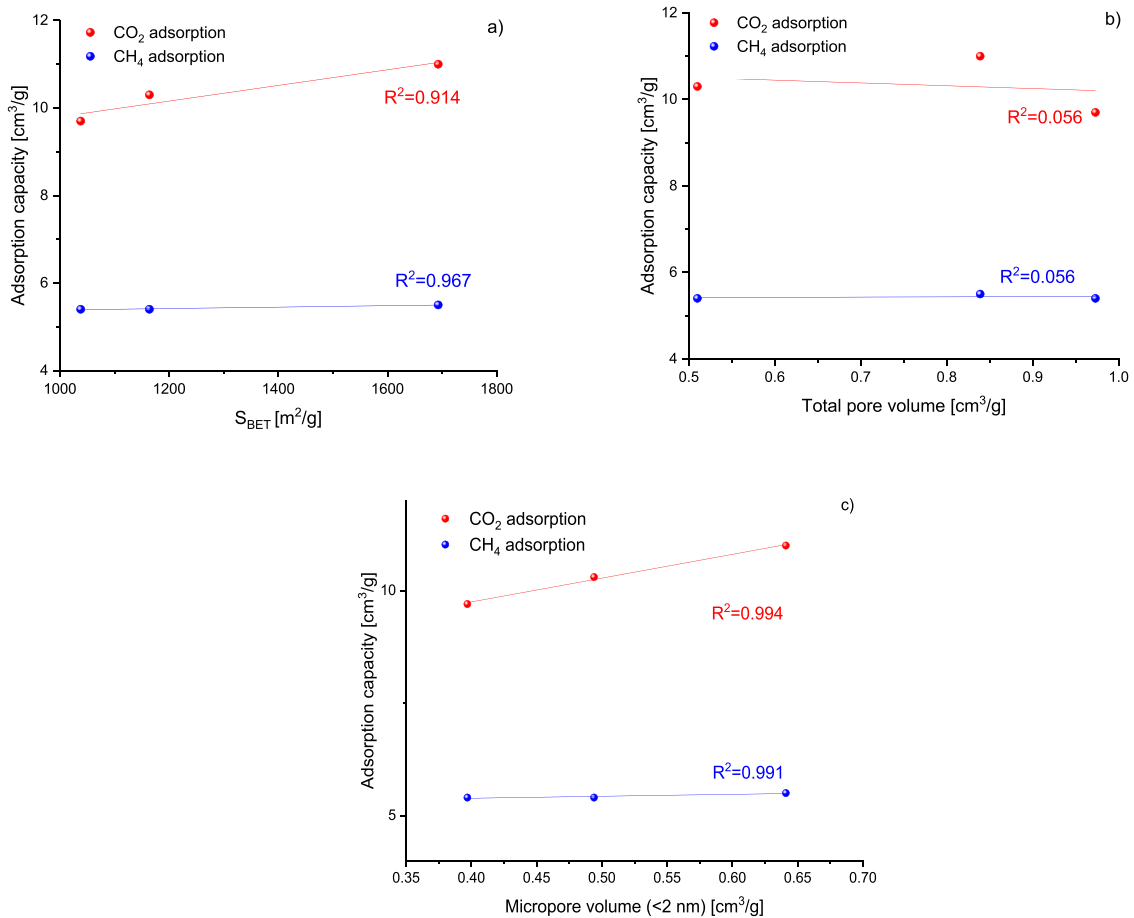 a)
CO₂ adsorption
CH₄ adsorption
R²=0.914
R²=0.967
12
10
8
6
4
1000
1200
1400
1600
1800
Adsorption capacity [cm³/g]
S_BET [m²/g]
b)
CO₂ adsorption
CH₄ adsorption
R²=0.056
R²=0.056
12
10
8
6
4
0.5
0.6
0.7
0.8
0.9
1.0
Adsorption capacity [cm³/g]
Total pore volume [cm³/g]
c)
CO₂ adsorption
CH₄ adsorption
R²=0.994
R²=0.991
10
5
0.35
0.40
0.45
0.50
0.55
0.60
0.65
0.70
Adsorption capacity [cm³/g]
Micropore volume (<2 nm) [cm³/g]